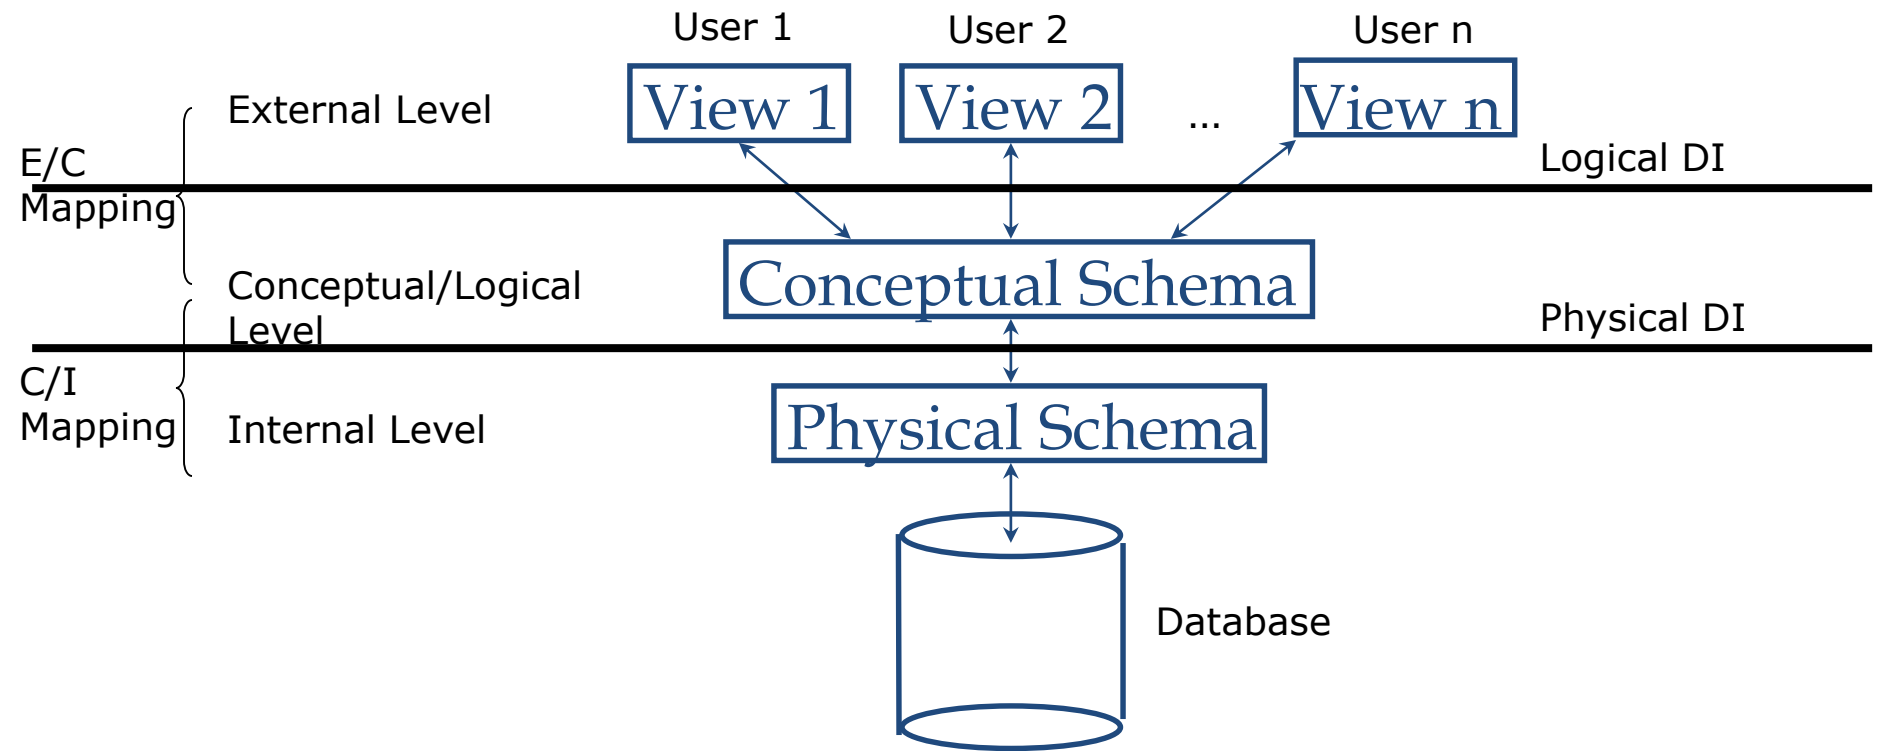 User 1
User 2
User n
External Level
View 1
View 2
...
View n
E/C
Mapping
Logical DI
Conceptual/Logical
Level
Conceptual Schema
Physical DI
C/I
Mapping
Internal Level
Physical Schema
Database